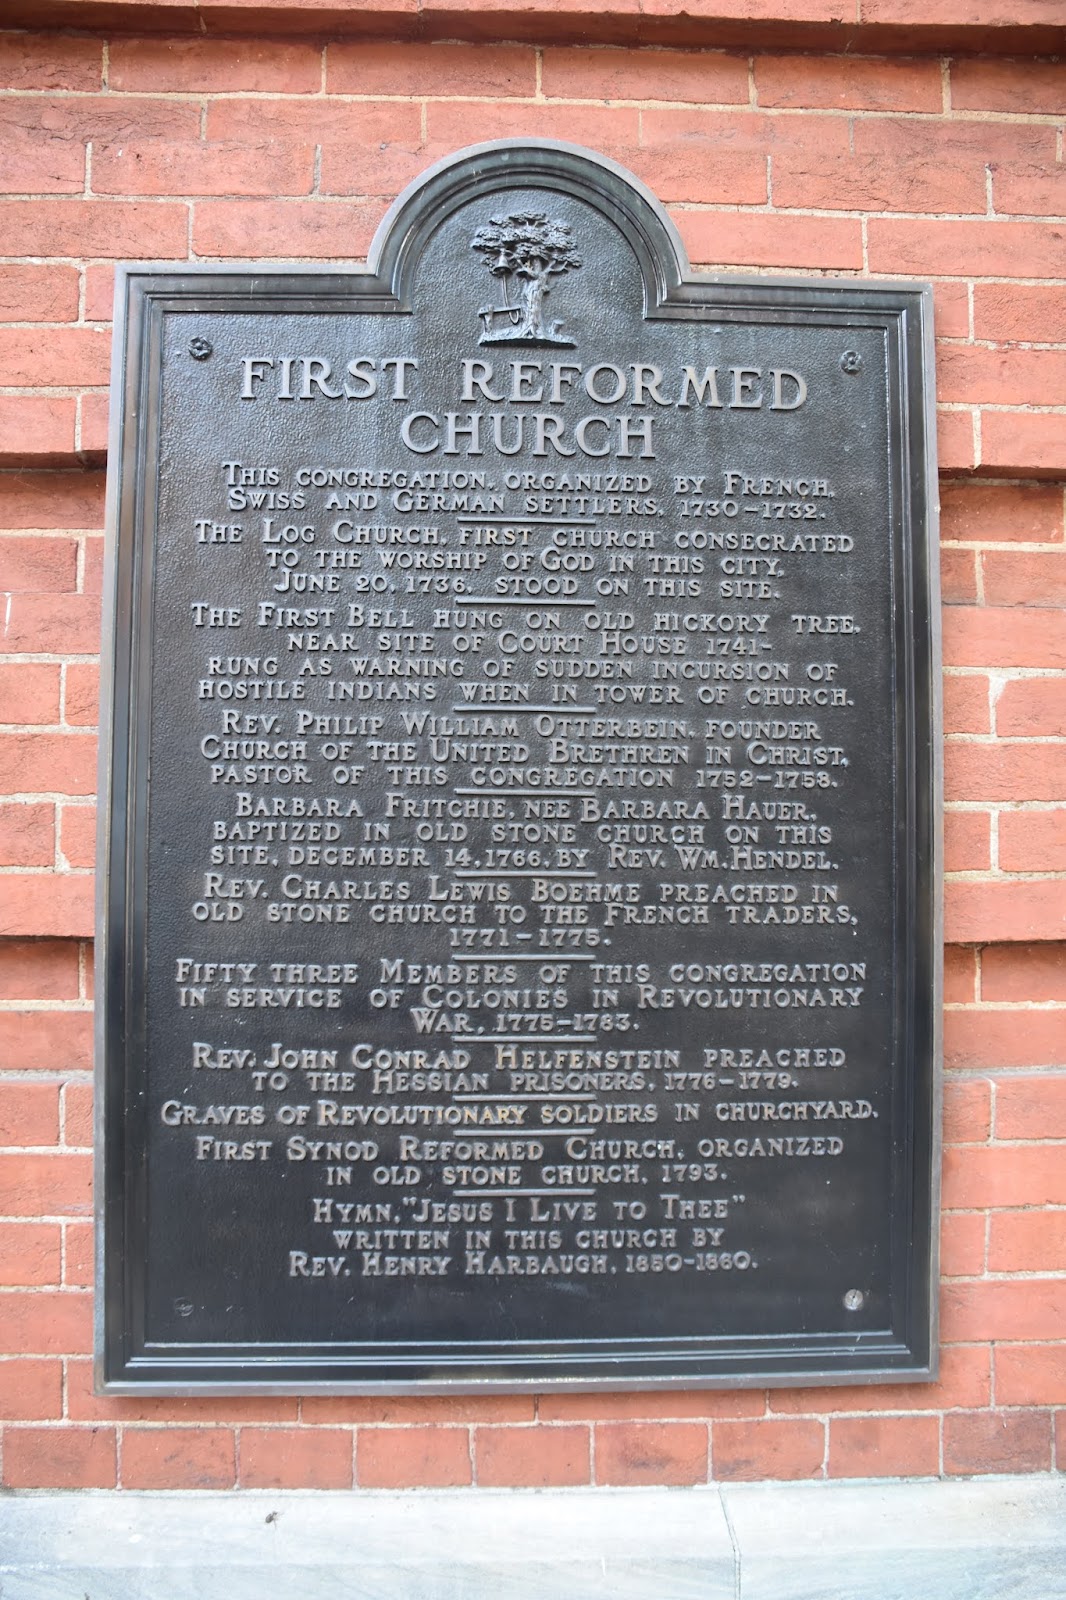 FIRST REFORMED
CHURCH
THIS CONGREGATION, ORGANIZED BY FRENCH,
SWISS AND GERMAN SETTLERS, 1730-1732.
THE LOG CHURCH, FIRST CHURCH CONSECRATED
TO THE WORSHIP OF GOD IN THIS CITY,
JUNE 20, 1736, STOOD ON THIS SITE.
THE FIRST BELL HUNG ON OLD HICKORY TREE,
NEAR SITE OF COURT HOUSE 1741-
RUNG AS WARNING OF SUDDEN INCURSION OF
HOSTILE INDIANS WHEN IN TOWER OF CHURCH.
REV. PHILIP WILLIAM OTTERBEIN, FOUNDER
CHURCH OF THE UNITED BRETHREN IN CHRIST,
PASTOR OF THIS CONGREGATION 1752-1758.
BARBARA FRITCHIE, NEE BARBARA HAUER,
BAPTIZED IN OLD STONE CHURCH ON THIS
SITE, DECEMBER 14, 1766, BY REV. WM. HENDEL.
REV. CHARLES LEWIS BOEHME PREACHED IN
OLD STONE CHURCH TO THE FRENCH TRADERS,
1771-1775.
FIFTY THREE MEMBERS OF THIS CONGREGATION
IN SERVICE OF COLONIES IN REVOLUTIONARY
WAR, 1775-1783.
REV. JOHN CONRAD HELFENSTEIN PREACHED
TO THE HESSIAN PRISONERS, 1776-1779.
GRAVES OF REVOLUTIONARY SOLDIERS IN CHURCHYARD.
FIRST SYNOD REFORMED CHURCH, ORGANIZED
IN OLD STONE CHURCH, 1793.
HYMN, "JESUS I LIVE TO THEE"
WRITTEN IN THIS CHURCH BY
REV. HENRY HARBAUGH, 1850-1860.